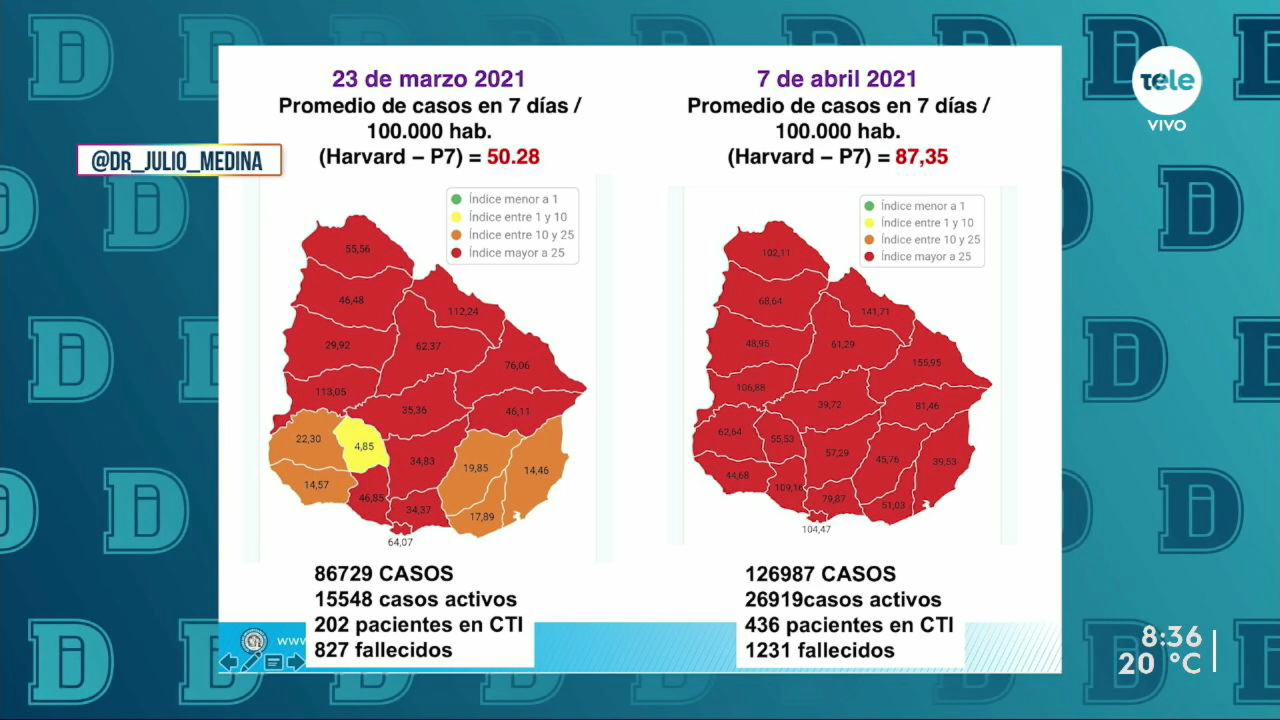 23 de marzo 2021
Promedio de casos en 7 días /
100.000 hab.
(Harvard – P7) = 50.28
Índice menor a 1
Índice entre 1 y 10
Índice entre 10 y 25
Índice mayor a 25
55,56
46,48
112,24
29,92
62,37
76,06
113,05
35,36
46,11
22,30
4,85
34,83
19,85
14,46
14,57
46,85
34,37
17,89
64,07
86729 CASOS
15548 casos activos
202 pacientes en CTI
827 fallecidos
www
7 de abril 2021
Promedio de casos en 7 días /
100.000 hab.
(Harvard – P7) = 87,35
Índice menor a 1
Índice entre 1 y 10
Índice entre 10 y 25
Índice mayor a 25
102,11
68,64
141,71
48,95
61,29
155,95
106,88
39,72
81,46
62,64
55,53
57,29
45,76
39,53
44,68
109,16
79,87
51,03
104,47
126987 CASOS
26919casos activos
436 pacientes en CTI
1231 fallecidos
@DR_JULIO_MEDINA
tele
VIVO
8:36
20 °C